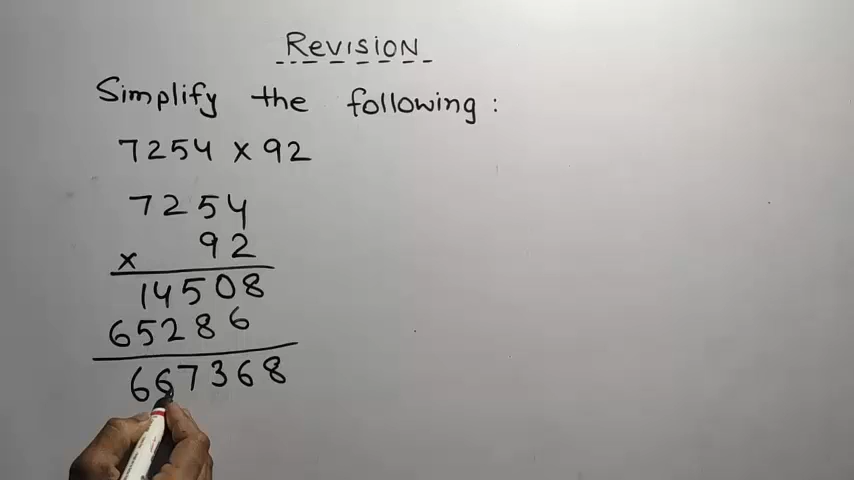 Revision
Simplify the following:
7254 x 92
7254
x 92
14508
65286
667368